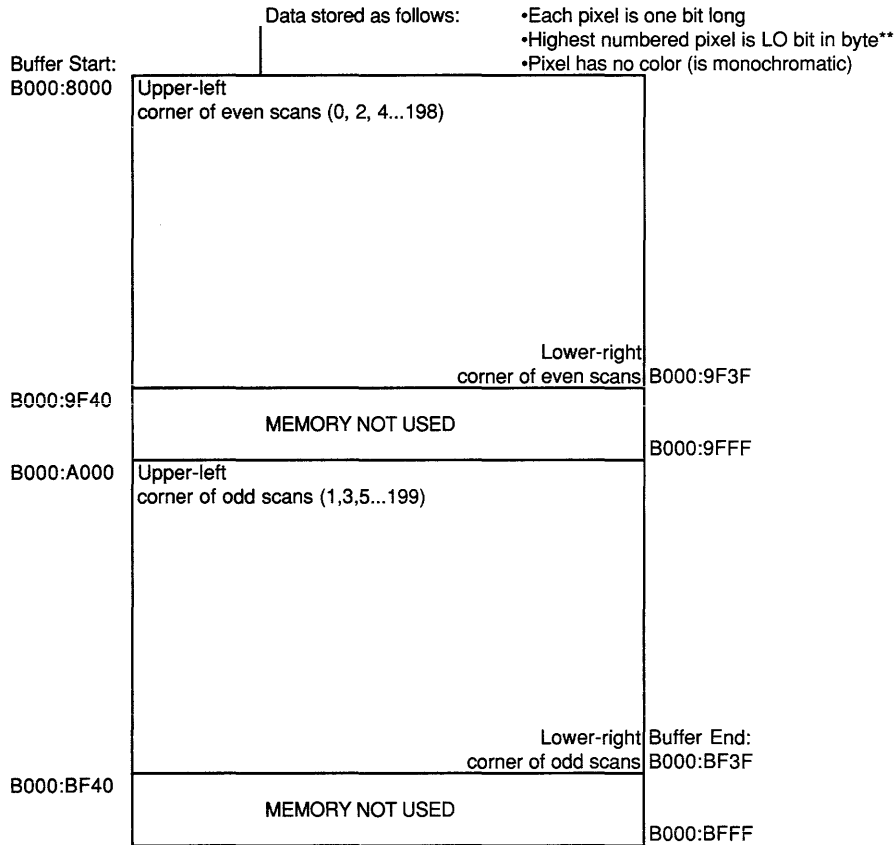 Data stored as follows: •Each pixel is one bit long
•Highest numbered pixel is LO bit in byte**
Buffer Start: •Pixel has no color (is monochromatic)
B000:8000 Upper-left
corner of even scans (0, 2, 4...198)
Lower-right
corner of even scans B000:9F3F
B000:9F40
MEMORY NOT USED
B000:9FFF
B000:A000 Upper-left
corner of odd scans (1,3,5...199)
Lower-right Buffer End:
corner of odd scans B000:BF3F
B000:BF40
MEMORY NOT USED
B000:BFFF